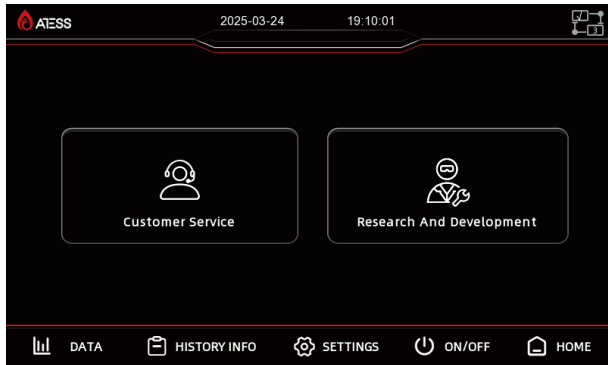 ATESS 2025-03-24 19:10:01
3
Customer Service Research And Development
DATA HISTORY INFO SETTINGS ON/OFF HOME